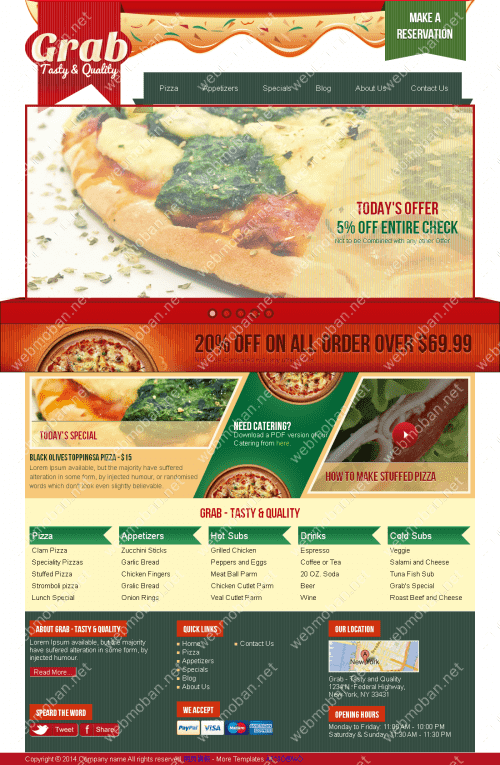 MAKE A
RESERVATION
Grab
Tasty & Quality
Pizza Appetizers Specials Blog About Us Contact Us
TODAY'S OFFER
5% OFF ENTIRE CHECK
Not to be Combined with any other Offer
20% OFF ON ALL ORDER OVER $69.99
TODAY'S SPECIAL
BLACK OLIVES TOPPINGSA PIZZA - $15
Lorem Ipsum available, but the majority have suffered
alteration in some form, by injected humour, or randomised
words which don't look even slightly believable.
NEED CATERING?
Download a PDF version of our
Catering from here.
HOW TO MAKE STUFFED PIZZA
GRAB - TASTY & QUALITY
Pizza
Clam Pizza
Speciality Pizzas
Stuffed Pizza
Stromboli pizza
Lunch Special
Appetizers
Zucchini Sticks
Garlic Bread
Chicken Fingers
Gralic Bread
Onion Rings
Hot Subs
Grilled Chicken
Peppers and Eggs
Meat Ball Parm
Chicken Cutlet Parm
Veal Cutlet Parm
Drinks
Espresso
Coffee or Tea
20 OZ. Soda
Beer
Wine
Cold Subs
Veggie
Salami and Cheese
Tuna Fish Sub
Grab's Special
Roast Beef and Cheese
ABOUT GRAB - TASTY & QUALITY
Lorem Ipsum available, but the majority
have suffered alteration in some form, by
injected humour.
Read More...
SPEARD THE WORD
Tweet
Share
QUICK LINKS
Home
Pizza
Appetizers
Specials
Blog
About Us
Contact Us
WE ACCEPT
PayPal VISA
OUR LOCATION
New York
Grab - Tasty and Quality
1234 N. Federal Highway,
New York, NY 33431
OPENING HOURS
Monday to Friday: 11:00 AM - 10:00 PM
Saturday & Sunday: 11:30 AM - 11:30 PM
Copyright © 2014.Company name All rights reserved. - More Templates
webmoban.net